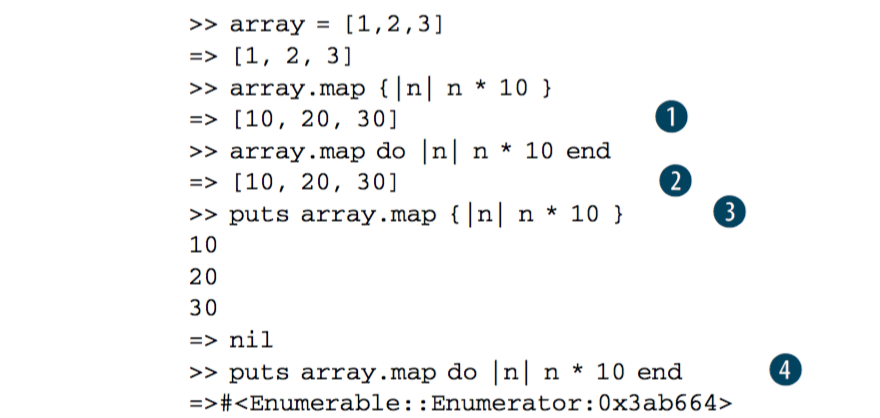 >> array = [1,2,3]
=> [1, 2, 3]
>> array.map {|n| n * 10 }
=> [10, 20, 30] 1
>> array.map do |n| n * 10 end
=> [10, 20, 30] 2
>> puts array.map {|n| n * 10 } 3
10
20
30
=> nil
>> puts array.map do |n| n * 10 end 4
=>#<Enumerable::Enumerator:0x3ab664>